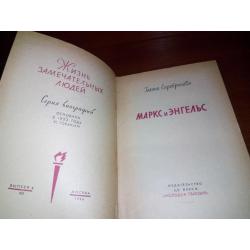 Жизнь
ЗАМЕЧАТЕЛЬНЫХ
ЛЮДЕЙ
Серия биографий
ОСНОВАНА
В 1933 ГОДУ
М. ГОРЬКИМ
ВЫПУСК
МОСКВА
Галина Серебрякова
МАРКС И ЭНГЕЛЬС
ИЗДАТЕЛЬСТВО
ЦК ВЛКСМ
«МОЛОДАЯ ГВАРДИЯ»